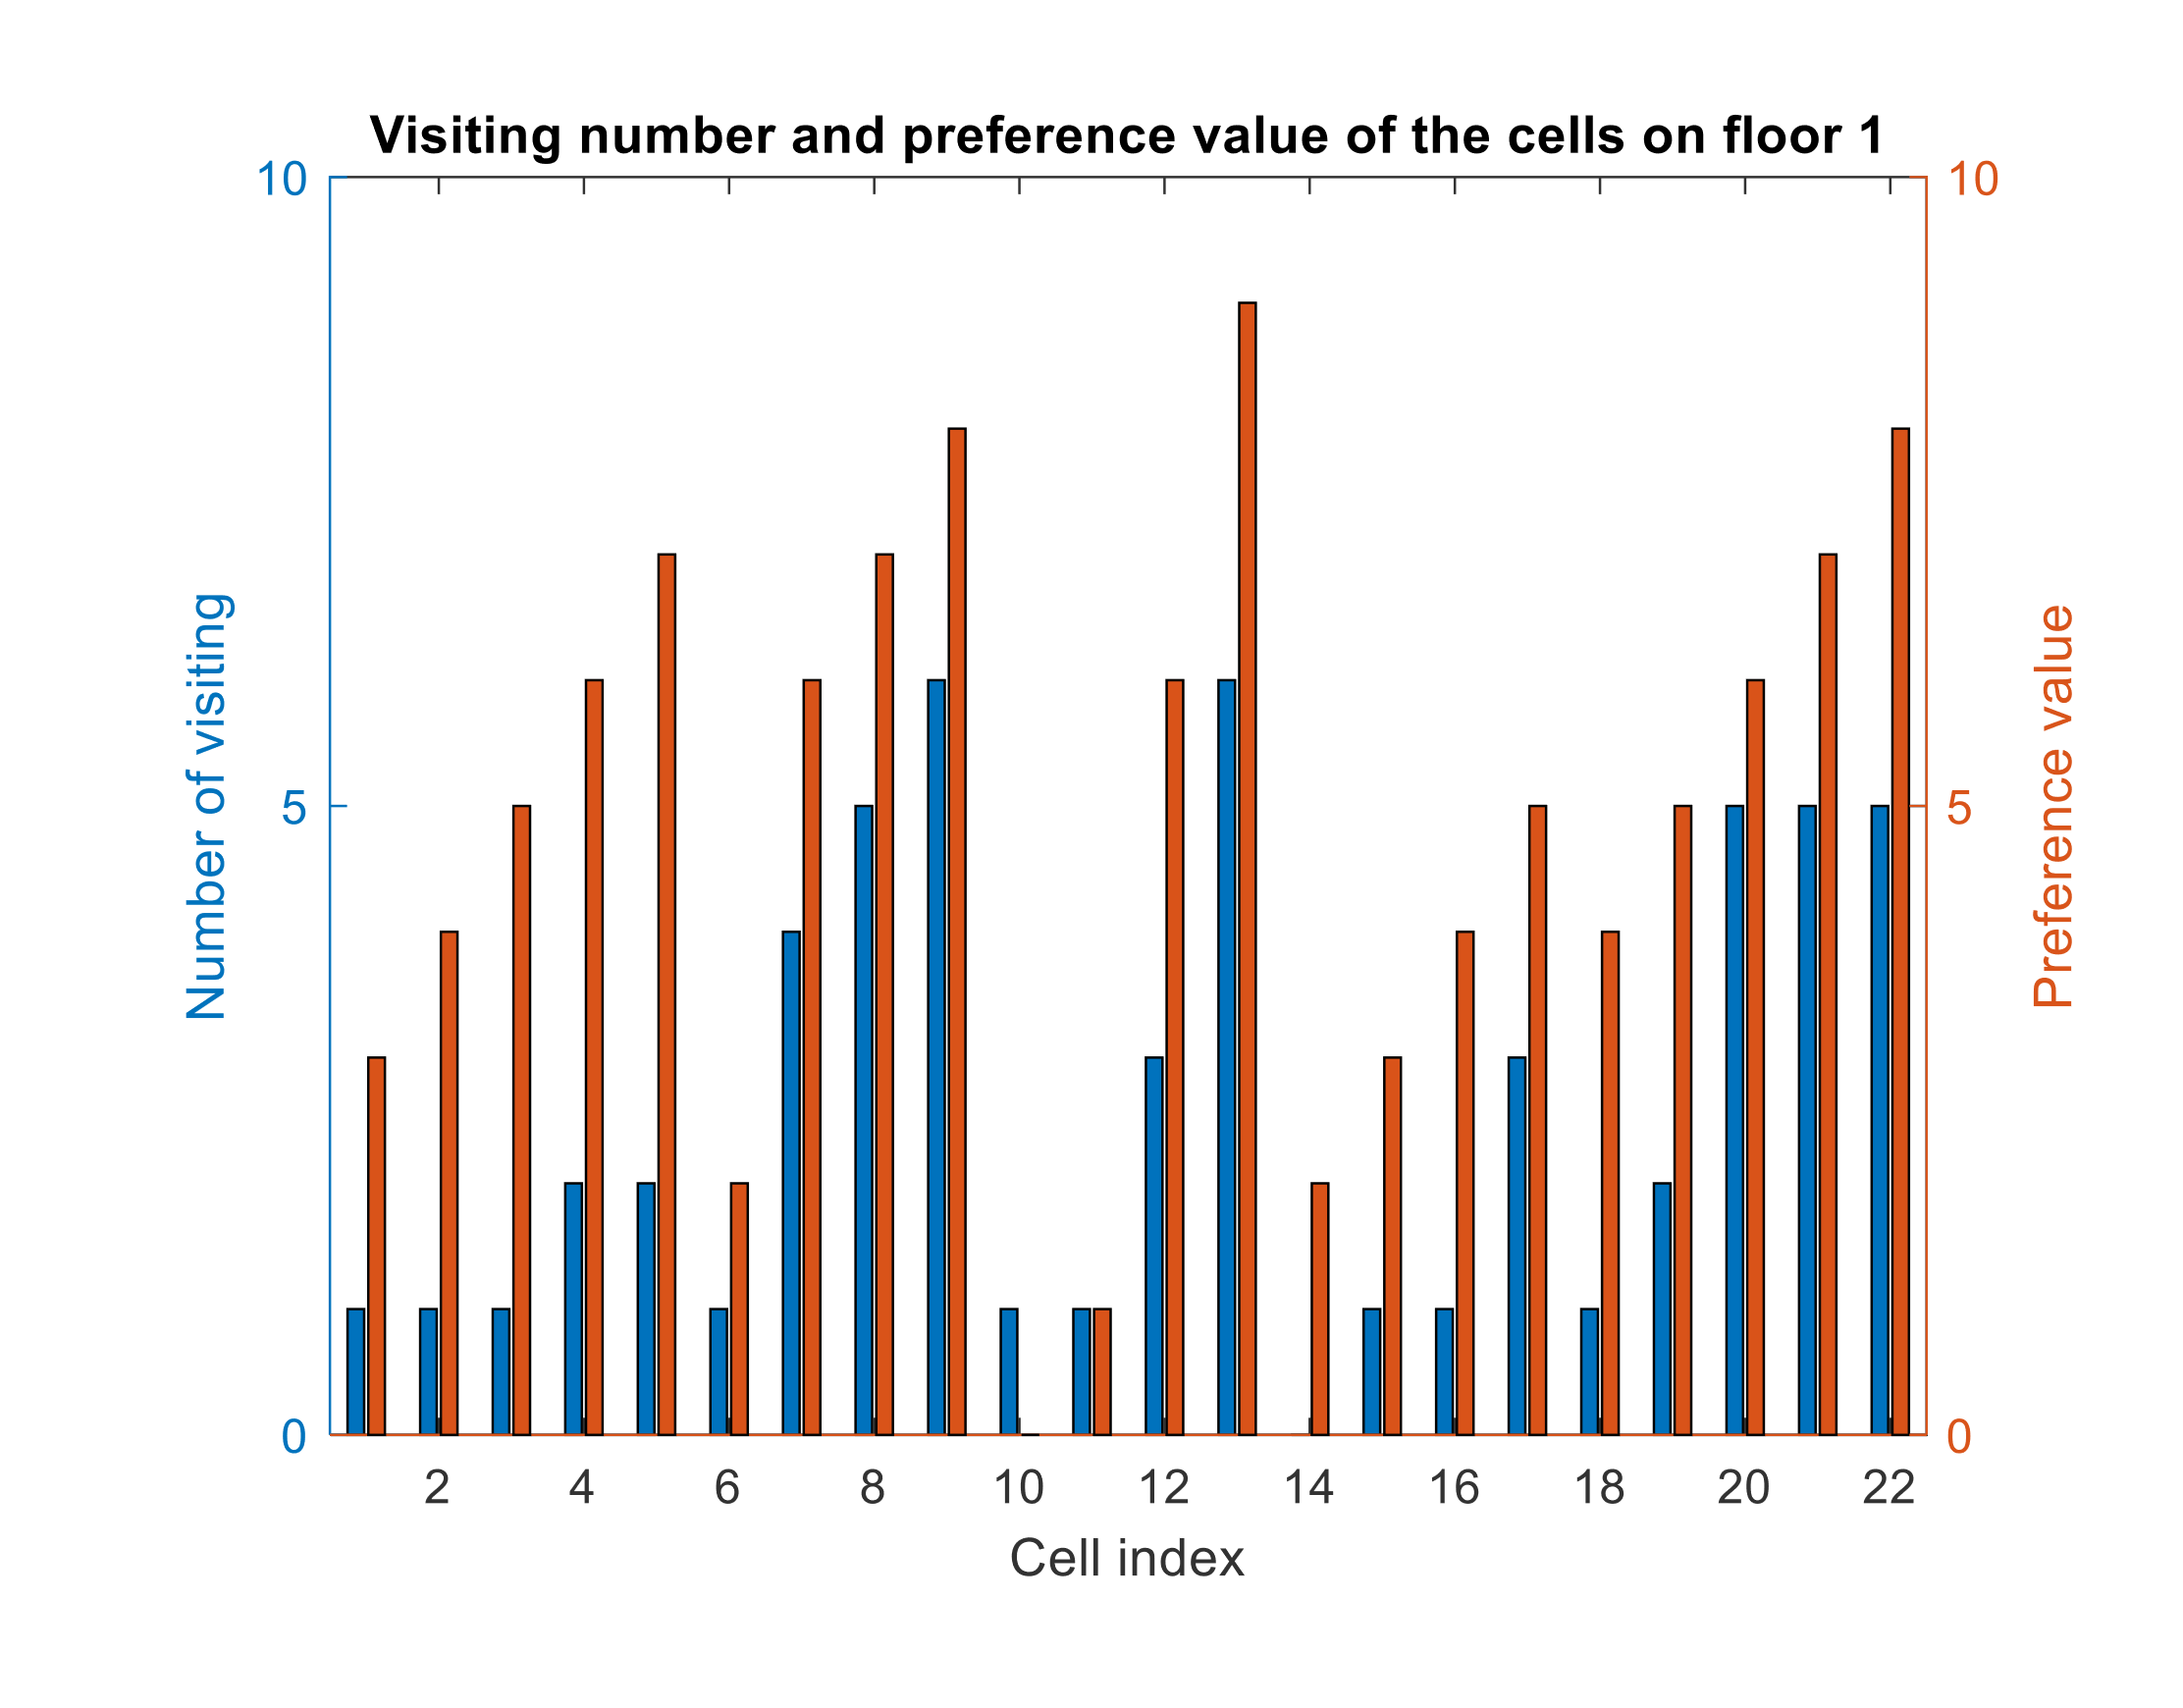 Visiting number and preference value of the cells on floor 1
10
5
0
Number of visiting
10
5
0
Preference value
2 4 6 8 10 12 14 16 18 20 22
Cell index